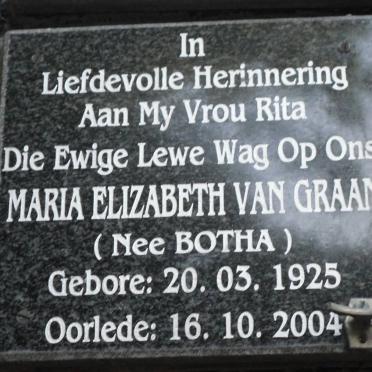 In
Liefdevolle Herinnering
Aan My Vrou Rita
Die Ewige Lewe Wag Op Ons
MARIA ELIZABETH VAN GRAAN
( Nee BOTHA )
Gebore: 20. 03. 1925
Oorlede: 16. 10. 2004